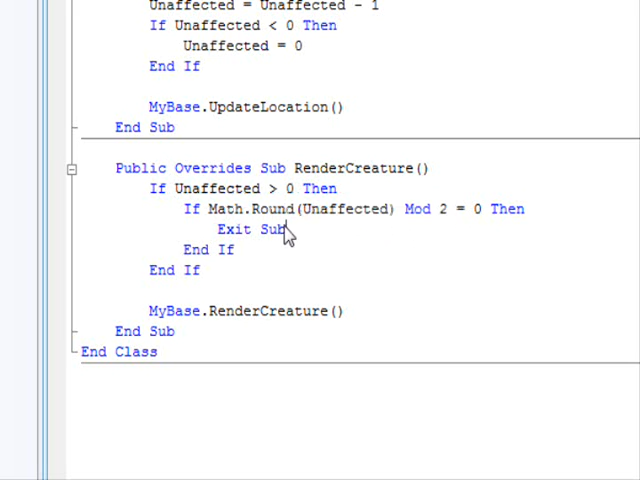 Unaffected = Unaffected - 1
If Unaffected < 0 Then
Unaffected = 0
End If
MyBase.UpdateLocation()
End Sub
Public Overrides Sub RenderCreature()
If Unaffected > 0 Then
If Math.Round(Unaffected) Mod 2 = 0 Then
Exit Sub
End If
End If
MyBase.RenderCreature()
End Sub
End Class